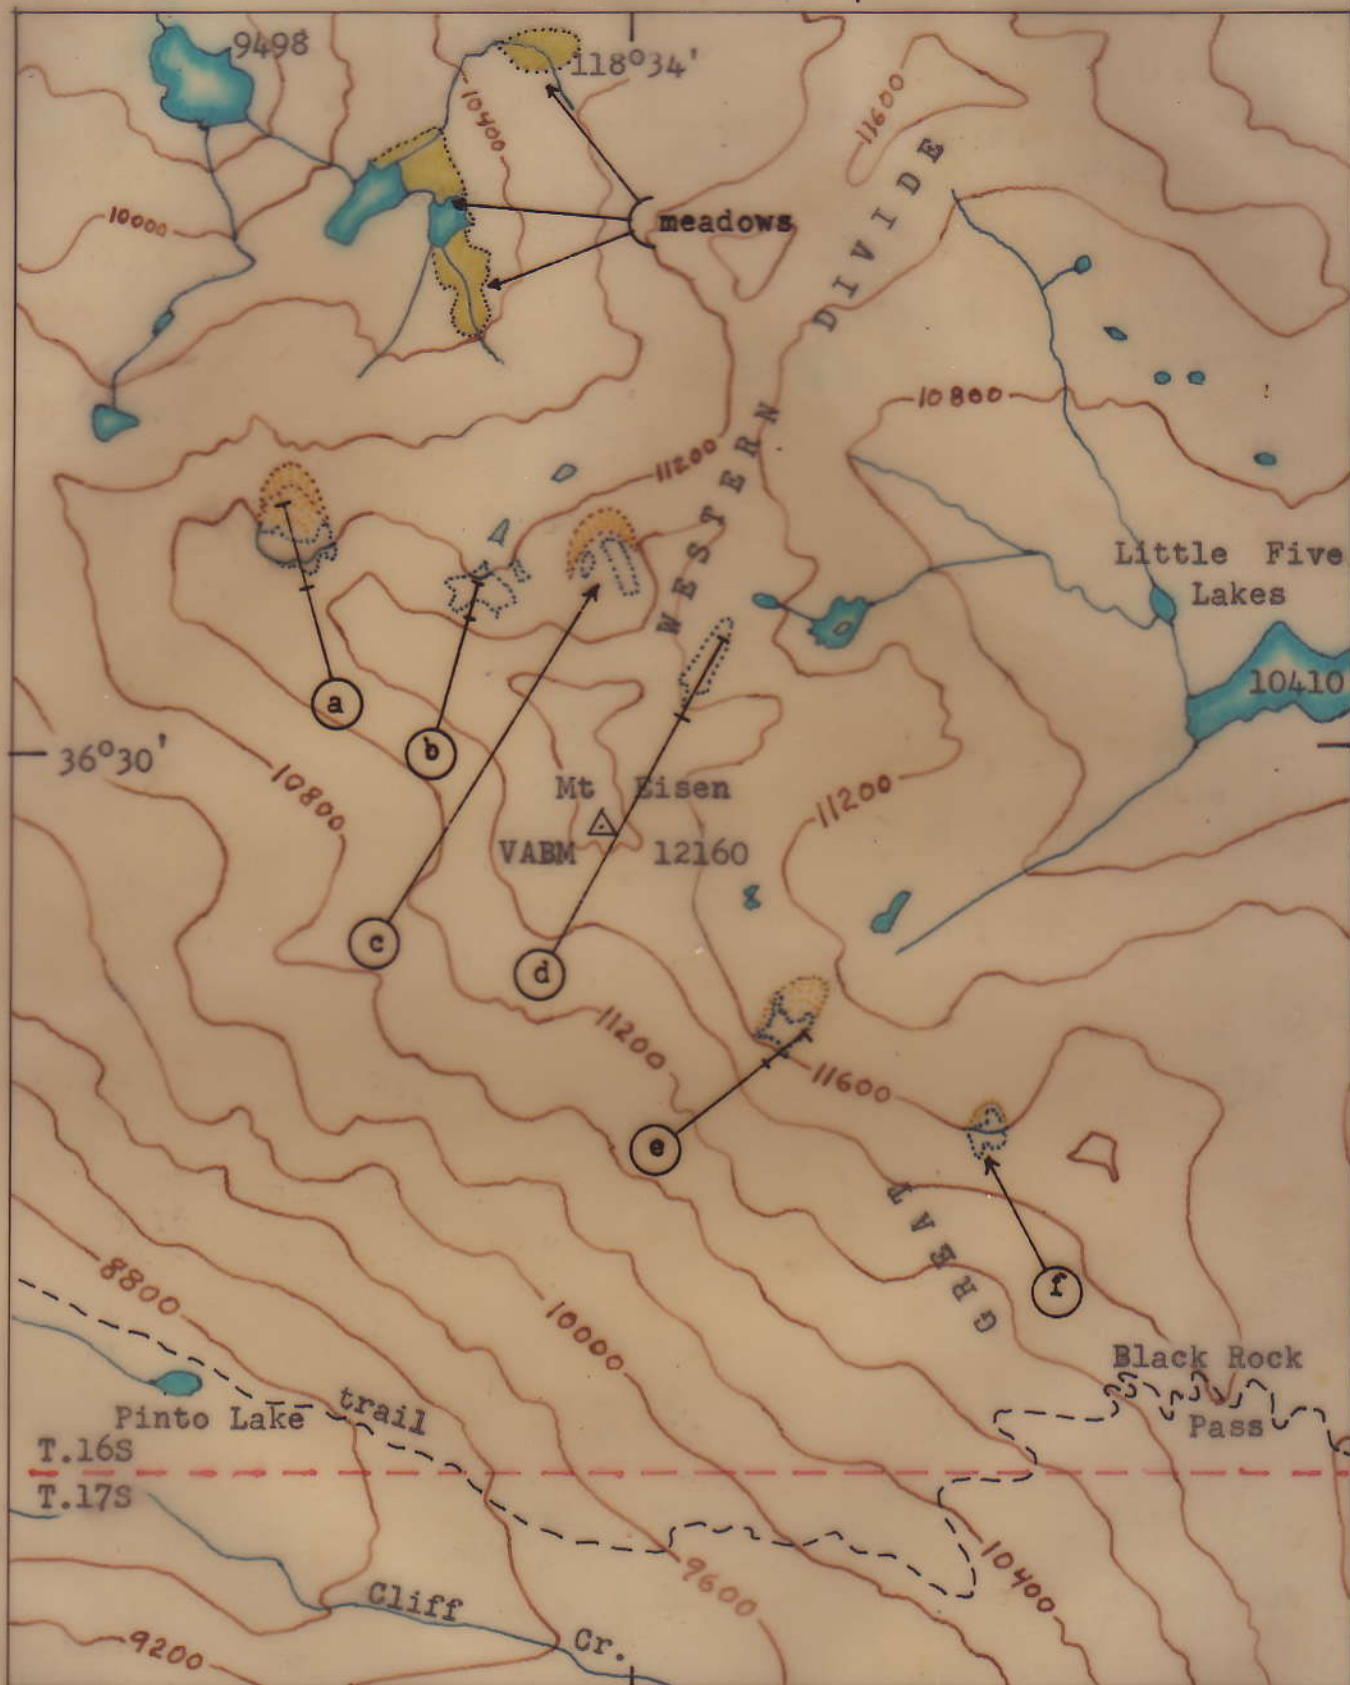 9498
118°34'
10400
11600
10000
meadows
GREAT WESTERN DIVIDE
10800
11200
Little Five
Lakes
10410
a
b
36°30'
10800
Mt Eisen
VABM 12160
11200
c
d
11200
11600
e
f
8800
10000
Black Rock
Pass
Pinto Lake
trail
T.16S
T.17S
10400
9600
Cliff Cr.
9200